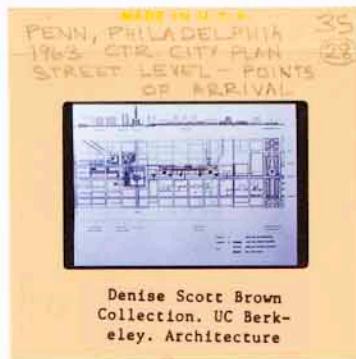 MADE IN U.S.A.
PENN, PHILADELPHIA 35
1963 CTR. CITY PLAN 28
STREET LEVEL - POINTS
OF ARRIVAL
Denise Scott Brown
Collection. UC Berk-
eley. Architecture